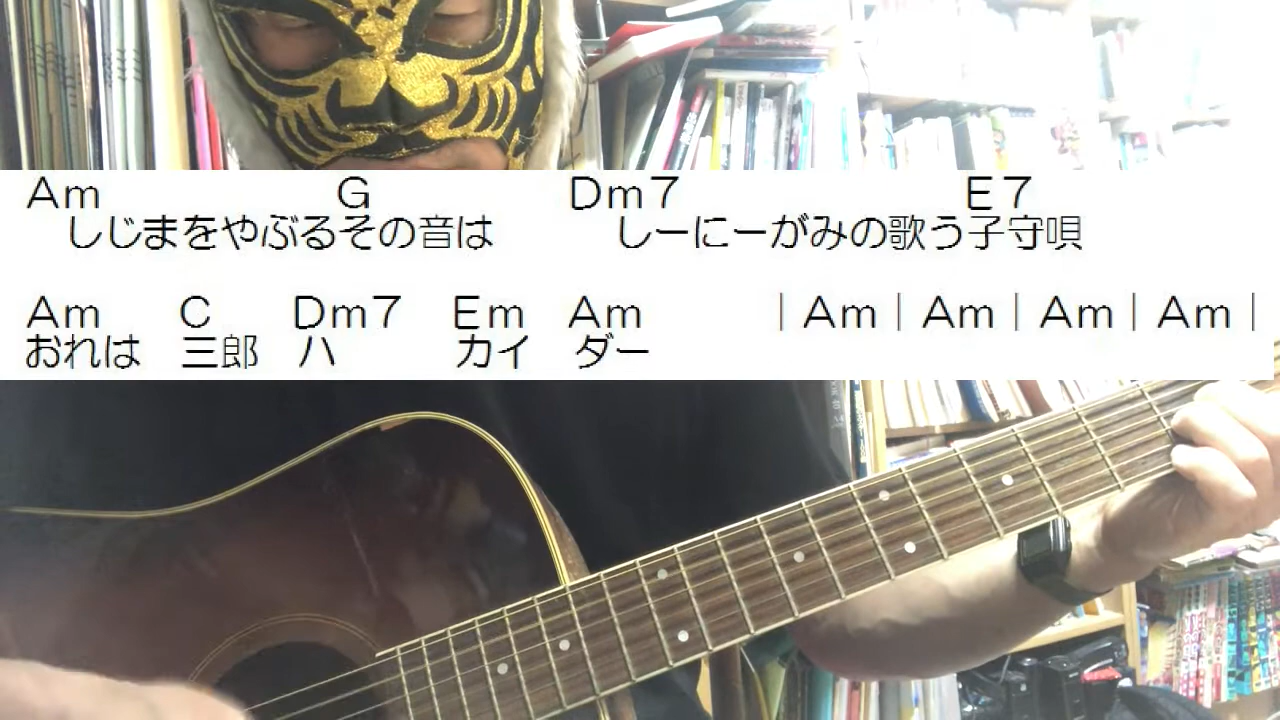 Am G Dm7 E7
しじまをやぶるその音は しーにーがみの歌う子守唄
Am C Dm7 Em Am | Am | Am | Am | Am |
おれは 三郎 ハ カイ ダー